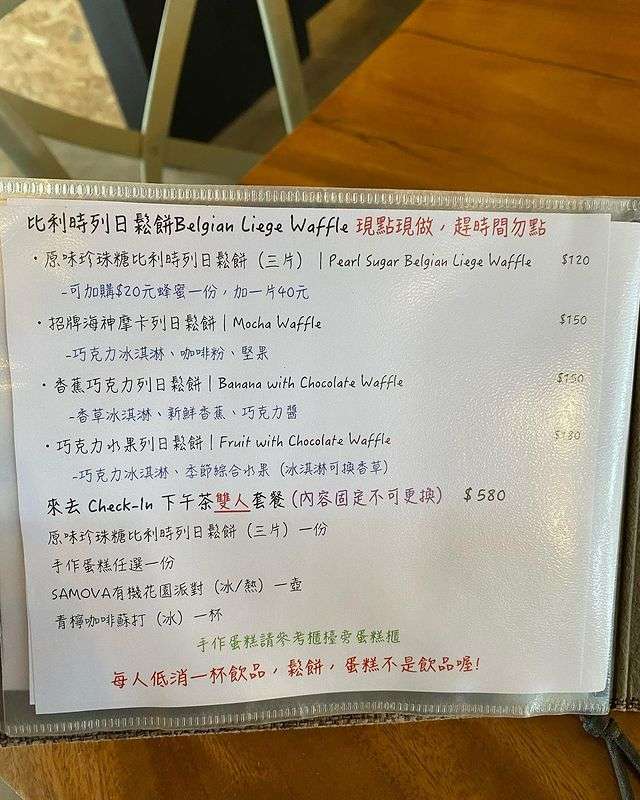 比利時列日鬆餅Belgian Liege Waffle 現點現做，趕時間勿點
·原味珍珠糖比利時列日鬆餅（三片）｜Pearl Sugar Belgian Liege Waffle $120
-可加購$20元蜂蜜一份，加一片40元
·招牌海神摩卡列日鬆餅｜Mocha Waffle $150
-巧克力冰淇淋、咖啡粉、堅果
·香蕉巧克力列日鬆餅｜Banana with Chocolate Waffle $150
-香草冰淇淋、新鮮香蕉、巧克力醬
·巧克力水果列日鬆餅｜Fruit with Chocolate Waffle $180
-巧克力冰淇淋、季節綜合水果（冰淇淋可換香草）
來去 Check-In 下午茶雙人套餐(內容固定不可更換) $580
原味珍珠糖比利時列日鬆餅（三片）一份
手作蛋糕任選一份
SAMOVA有機花園派對（冰/熱）一壺
青檸咖啡蘇打（冰）一杯
手作蛋糕請參考櫃檯旁蛋糕櫃
每人低消一杯飲品，鬆餅，蛋糕不是飲品喔!